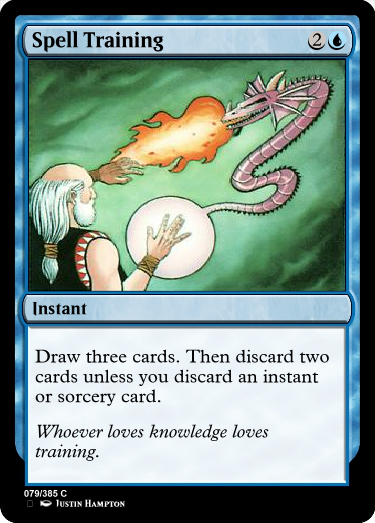 Spell Training 2
Instant
Draw three cards. Then discard two
cards unless you discard an instant
or sorcery card.
Whoever loves knowledge loves
training.
079/385 C
Justin Hampton